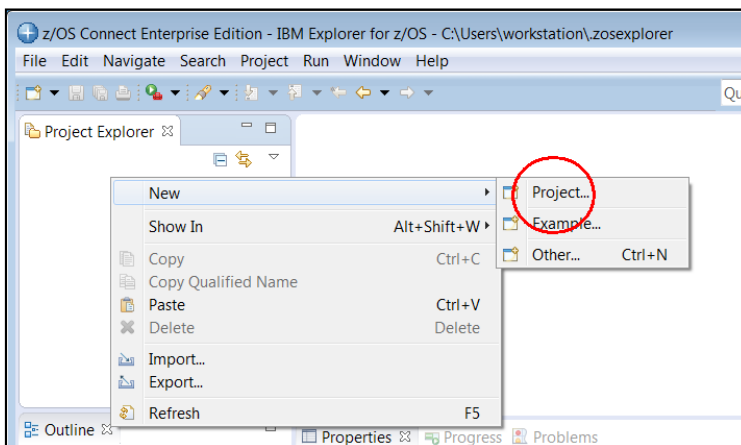 z/OS Connect Enterprise Edition - IBM Explorer for z/OS - C:\Users\workstation\.zosexplorer
File Edit Navigate Search Project Run Window Help
Qu
Project Explorer
New
Project...
Show In Alt+Shift+W
Example...
Other... Ctrl+N
Copy Ctrl+C
Copy Qualified Name
Paste Ctrl+V
Delete Delete
Import...
Export...
Refresh F5
Outline
Properties Progress Problems